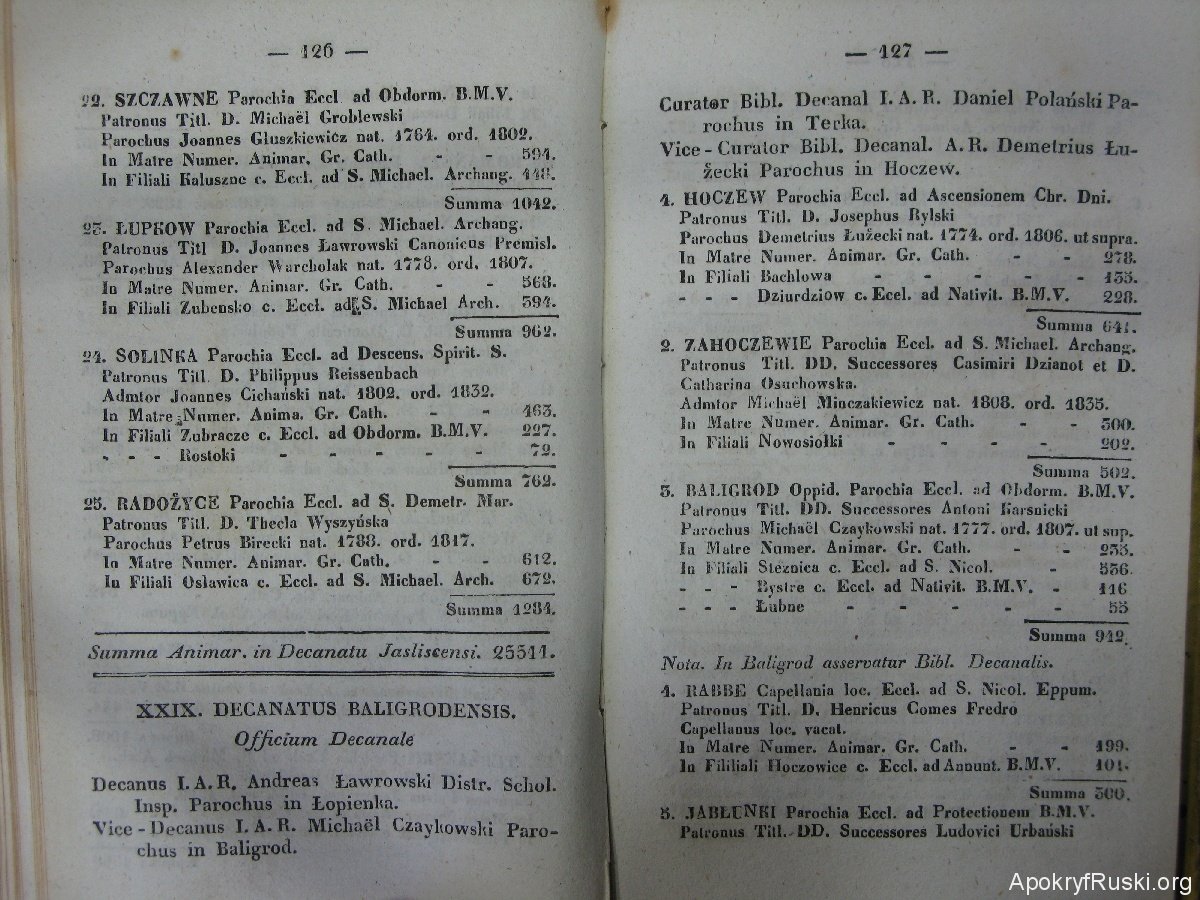 — 126 —
22. SZCZAWNE Parochia Eccl ad Obdorm. B.M.V.
Patronus Titl. D. Michaël Groblewski
Parochus Joannes Gluszkiewicz nat. 1764. ord. 1802.
In Matre Numer. Animar. Gr. Cath. - - 594.
In Filiali Kaluszne c. Eccl. ad S. Michael. Archang. 448.
Summa 1042.
23. ŁUPKOW Parochia Eccl. ad S. Michael. Archang.
Patronus Titl D. Joannes Ławrowski Canonicus Premisl.
Parochus Alexander Warcholak nat. 1778. ord. 1807.
In Matre Numer. Animar. Gr. Cath. - - 568.
In Filiali Zubensko c. Eccl. ad S. Michael Arch. 394.
Summa 962.
24. SOLINKA Parochia Eccl. ad Descens. Spirit. S.
Patronus Titl. D. Philippus Reissenbach
Admtor Joannes Cichański nat. 1802. ord. 1832.
In Matre Numer. Anima. Gr. Cath. - - 463.
In Filiali Zubracze c. Eccl. ad Obdorm. B.M.V. 227.
- - - Rostoki - - - - - 72.
Summa 762.
25. RADOŻYCE Parochia Eccl. ad S. Demetr. Mar.
Patronus Titl. D. Thecla Wyszyńska
Parochus Petrus Birecki nat. 1788. ord. 1817.
In Matre Numer. Animar. Gr. Cath. - - 612.
In Filiali Osławica c. Eccl. ad S. Michael. Arch. 672.
Summa 1284.
Summa Animar. in Decanatu Jasliscensi. 25511.
XXIX. DECANATUS BALIGRODENSIS.
Officium Decanale
Decanus I. A. R. Andreas Ławrowski Distr. Schol.
Insp. Parochus in Łopienka.
Vice - Decanus I. A. R. Michaël Czaykowski Paro-
chus in Baligrod.
— 127 —
Curator Bibl. Decanal I. A. R. Daniel Polański Pa-
rochus in Terka.
Vice - Curator Bibl. Decanal. A. R. Demetrius Łu-
żecki Parochus in Hoczew.
1. HOCZEW Parochia Eccl. ad Ascensionem Chr. Dni.
Patronus Titl. D. Josephus Rylski
Parochus Demetrius Łużecki nat. 1774. ord. 1806. ut supra.
In Matre Numer. Animar. Gr. Cath. - - 278.
In Filiali Bachlowa - - - - - 135.
- - - Dziurdziow c. Eccl. ad Nativit. B.M.V. 228.
Summa 641.
2. ZAHOCZEWIE Parochia Eccl. ad S. Michael. Archang.
Patronus Titl. DD. Successores Casimiri Dzianot et D.
Catharina Osuchowska.
Admtor Michaël Minczakiewicz nat. 1808. ord. 1835.
In Matre Numer. Animar. Gr. Cath. - - 300.
In Filiali Nowosiołki - - - - 202.
Summa 502.
3. BALIGROD Oppid. Parochia Eccl. ad Obdorm. B.M.V.
Patronus Titl. DD. Successores Antoni Karsnicki
Parochus Michaël Czaykowski nat. 1777. ord. 1807. ut sup.
In Matre Numer. Animar. Gr. Cath. - - 235.
In Filiali Steznica c. Eccl. ad S. Nicol. - 536.
- - - Bystre c. Eccl. ad Nativit. B.M.V. - 116
- - - Łubne - - - - - 55
Summa 942.
Nota. In Baligrod asservatur Bibl. Decanalis.
4. RABBE Capellania loc. Eccl. ad S. Nicol. Eppum.
Patronus Titl. D. Henricus Comes Fredro
Capellanus loc. vacat.
In Matre Numer. Animar. Gr. Cath. - - 199.
In Fililiali Hoczowice c. Eccl. ad Annunt. B.M.V. 101.
Summa 300.
5. JABŁUNKI Parochia Eccl. ad Protectionem B.M.V.
Patronus Titl. DD. Successores Ludovici Urbański
ApokryfRuski.org